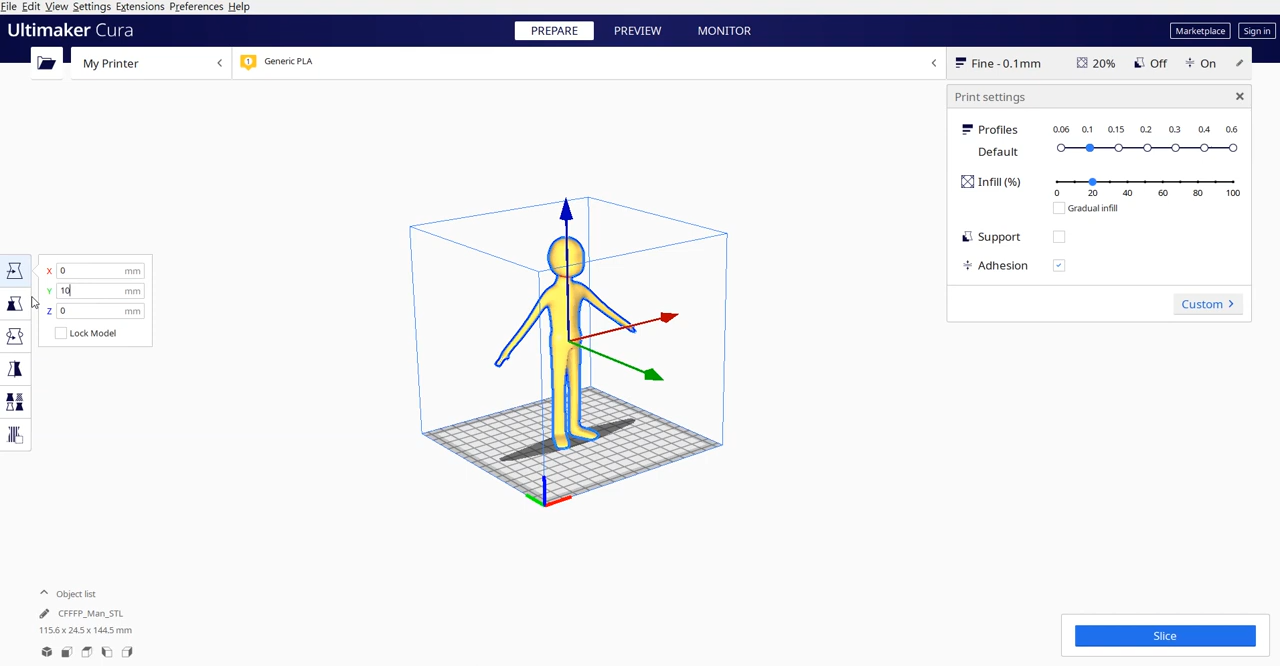 File Edit View Settings Extensions Preferences Help
Ultimaker Cura PREPARE PREVIEW MONITOR Marketplace Sign in
My Printer 1 Generic PLA Fine - 0.1mm 20% Off On
Print settings
Profiles 0.06 0.1 0.15 0.2 0.3 0.4 0.6
Default
Infill (%) 0 20 40 60 80 100
Gradual infill
Support
Adhesion
Custom
X 0 mm
Y 10 mm
Z 0 mm
Lock Model
Object list
CFFFP_Man_STL
115.6 x 24.5 x 144.5 mm
Slice